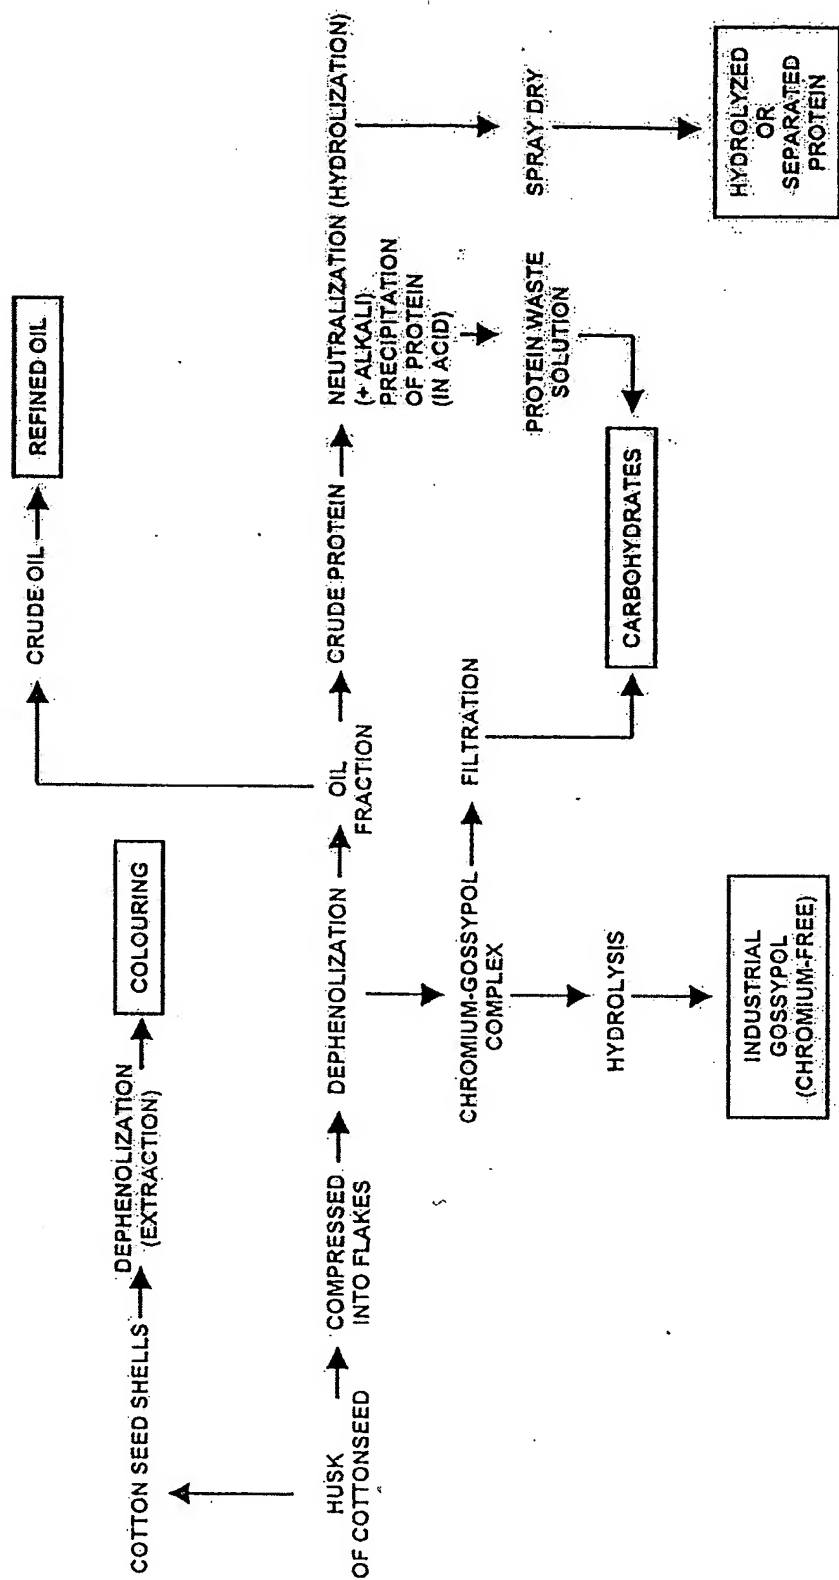 COTTON SEED SHELLS
DEPHENOLIZATION
(EXTRACTION)
COLOURING
CRUDE OIL
REFINED OIL
HUSK
OF COTTONSEED
COMPRESSED
INTO FLAKES
DEPHENOLIZATION
OIL
FRACTION
CRUDE PROTEIN
NEUTRALIZATION (HYDROLIZATION)
(+ ALKALI)
PRECIPITATION
OF PROTEIN
(IN ACID)
CHROMIUM-GOSSYPOL
COMPLEX
FILTRATION
PROTEIN WASTE
SOLUTION
SPRAY DRY
HYDROLYSIS
CARBOHYDRATES
INDUSTRIAL
GOSSYPOL
(CHROMIUM-FREE)
HYDROLYZED
OR
SEPARATED
PROTEIN